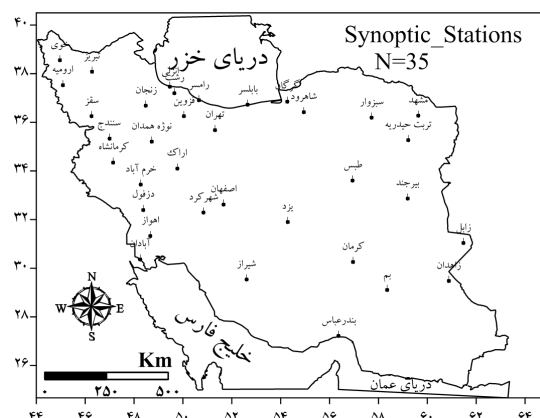 ۴۰
Synoptic_Stations
N=35
دریای خزر
خوی
تبریز
ارومیه
۳۸
انزلی
رشت
رامسر
گرگان
زنجان
قزوین
بابلسر
شاهرود
سبزوار
مشهد
سقز
۳۶
تهران
تربت حیدریه
سنندج
نوژه همدان
کرمانشاه
اراک
۳۴
خرم آباد
طبس
دزفول
اصفهان
شهرکرد
بیرجند
۳۲
یزد
اهواز
زابل
آبادان
کرمان
۳۰
شیراز
بم
زاهدان
N
W
E
S
۲۸
خلیج فارس
بندرعباس
Km
۲۶
۰
۲۵۰
۵۰۰
دریای عمان
۴۴ ۴۶ ۴۸ ۵۰ ۵۲ ۵۴ ۵۶ ۵۸ ۶۰ ۶۲ ۶۴